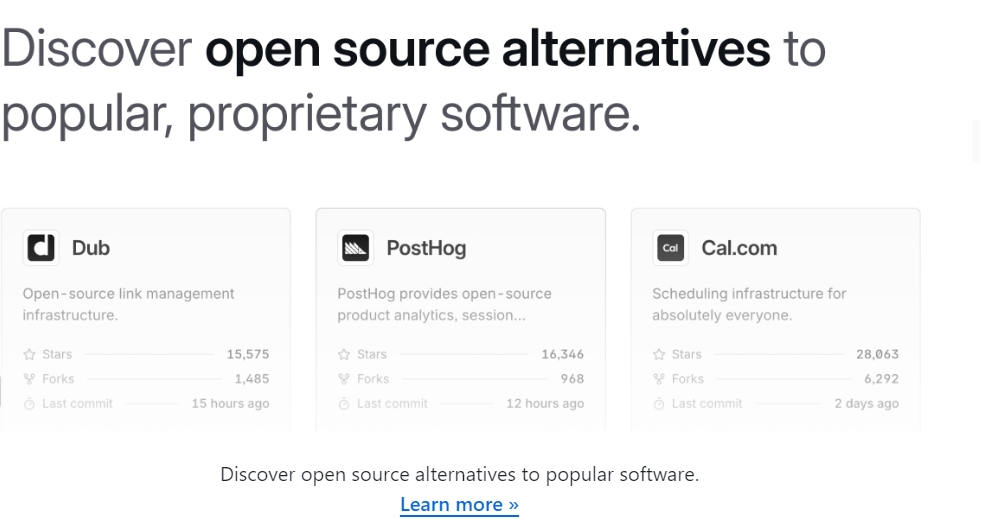 Discover open source alternatives to
popular, proprietary software.
Dub
Open-source link management
infrastructure.
Stars 15,575
Forks 1,485
Last commit 15 hours ago
PostHog
PostHog provides open-source
product analytics, session...
Stars 16,346
Forks 968
Last commit 12 hours ago
Cal
Cal.com
Scheduling infrastructure for
absolutely everyone.
Stars 28,063
Forks 6,292
Last commit 2 days ago
Discover open source alternatives to popular software.
Learn more »